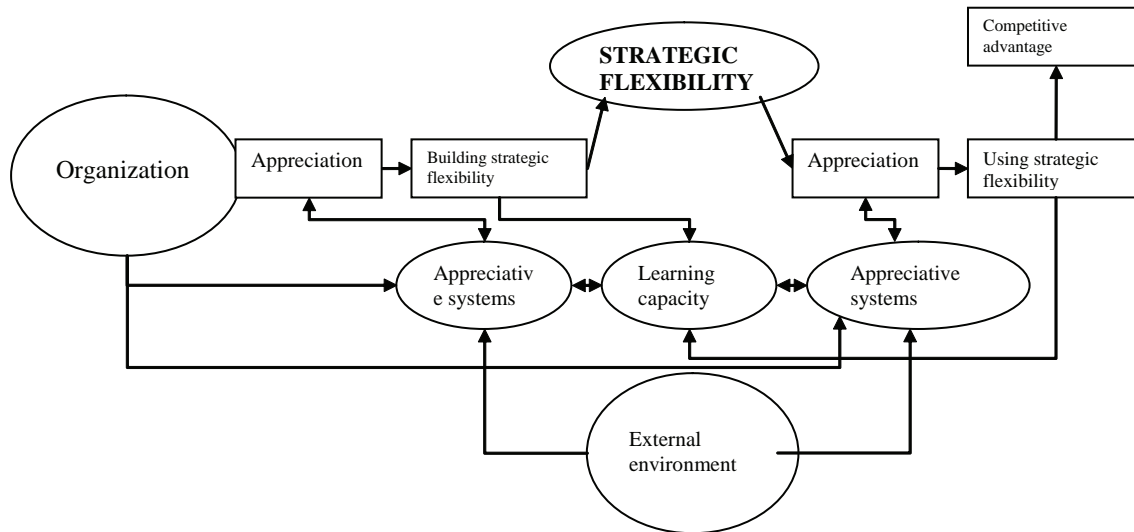 Competitive
advantage
STRATEGIC
FLEXIBILITY
Organization
Appreciation
Building strategic
flexibility
Appreciation
Using strategic
flexibility
Appreciativ
e systems
Learning
capacity
Appreciative
systems
External
environment